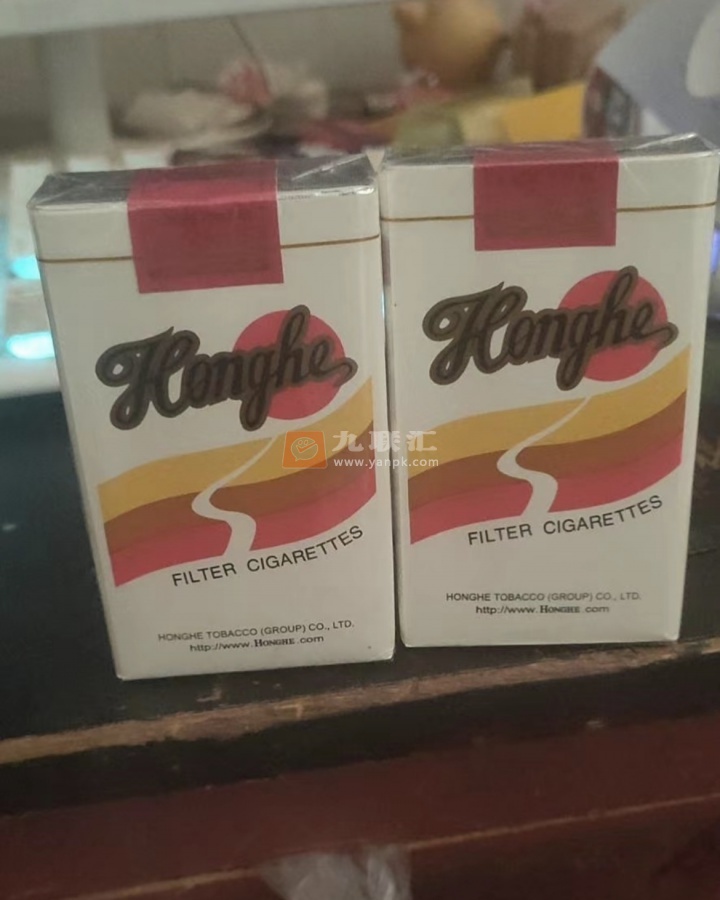 Honghe
FILTER CIGARETTES
HONGHE TOBACCO (GROUP) CO., LTD.
http://www.HONGHE.com
Honghe
FILTER CIGARETTES
HONGHE TOBACCO (GROUP) CO., LTD.
http://www.HONGHE.com
九联汇
www.yanpk.com